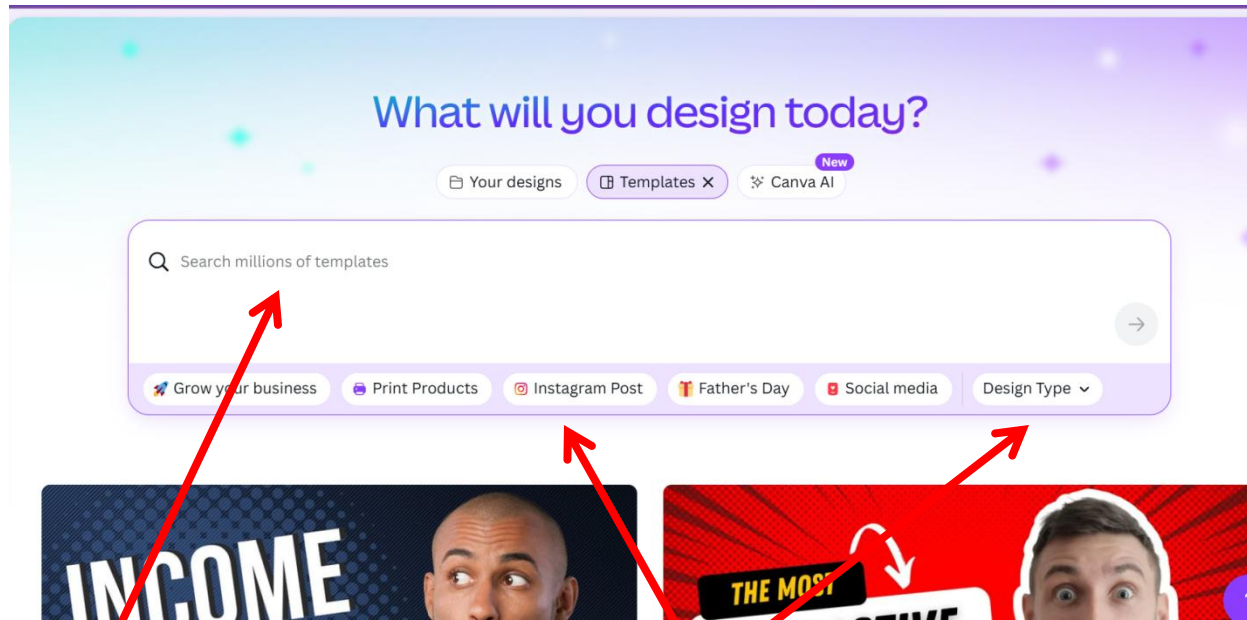 What will you design today?
New
Your designs Templates Canva AI
Search millions of templates
Grow your business Print Products Instagram Post Father's Day Social media Design Type
INCOME
THE MOST